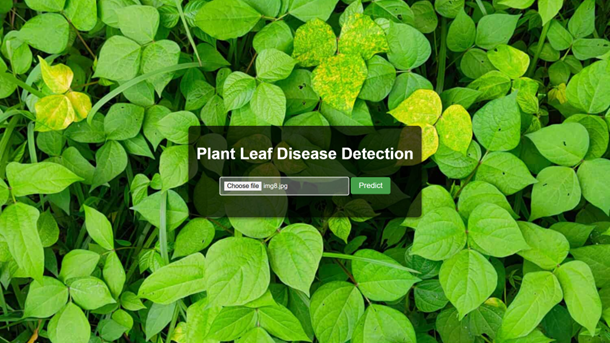 Plant Leaf Disease Detection
Choose file img8.jpg Predict